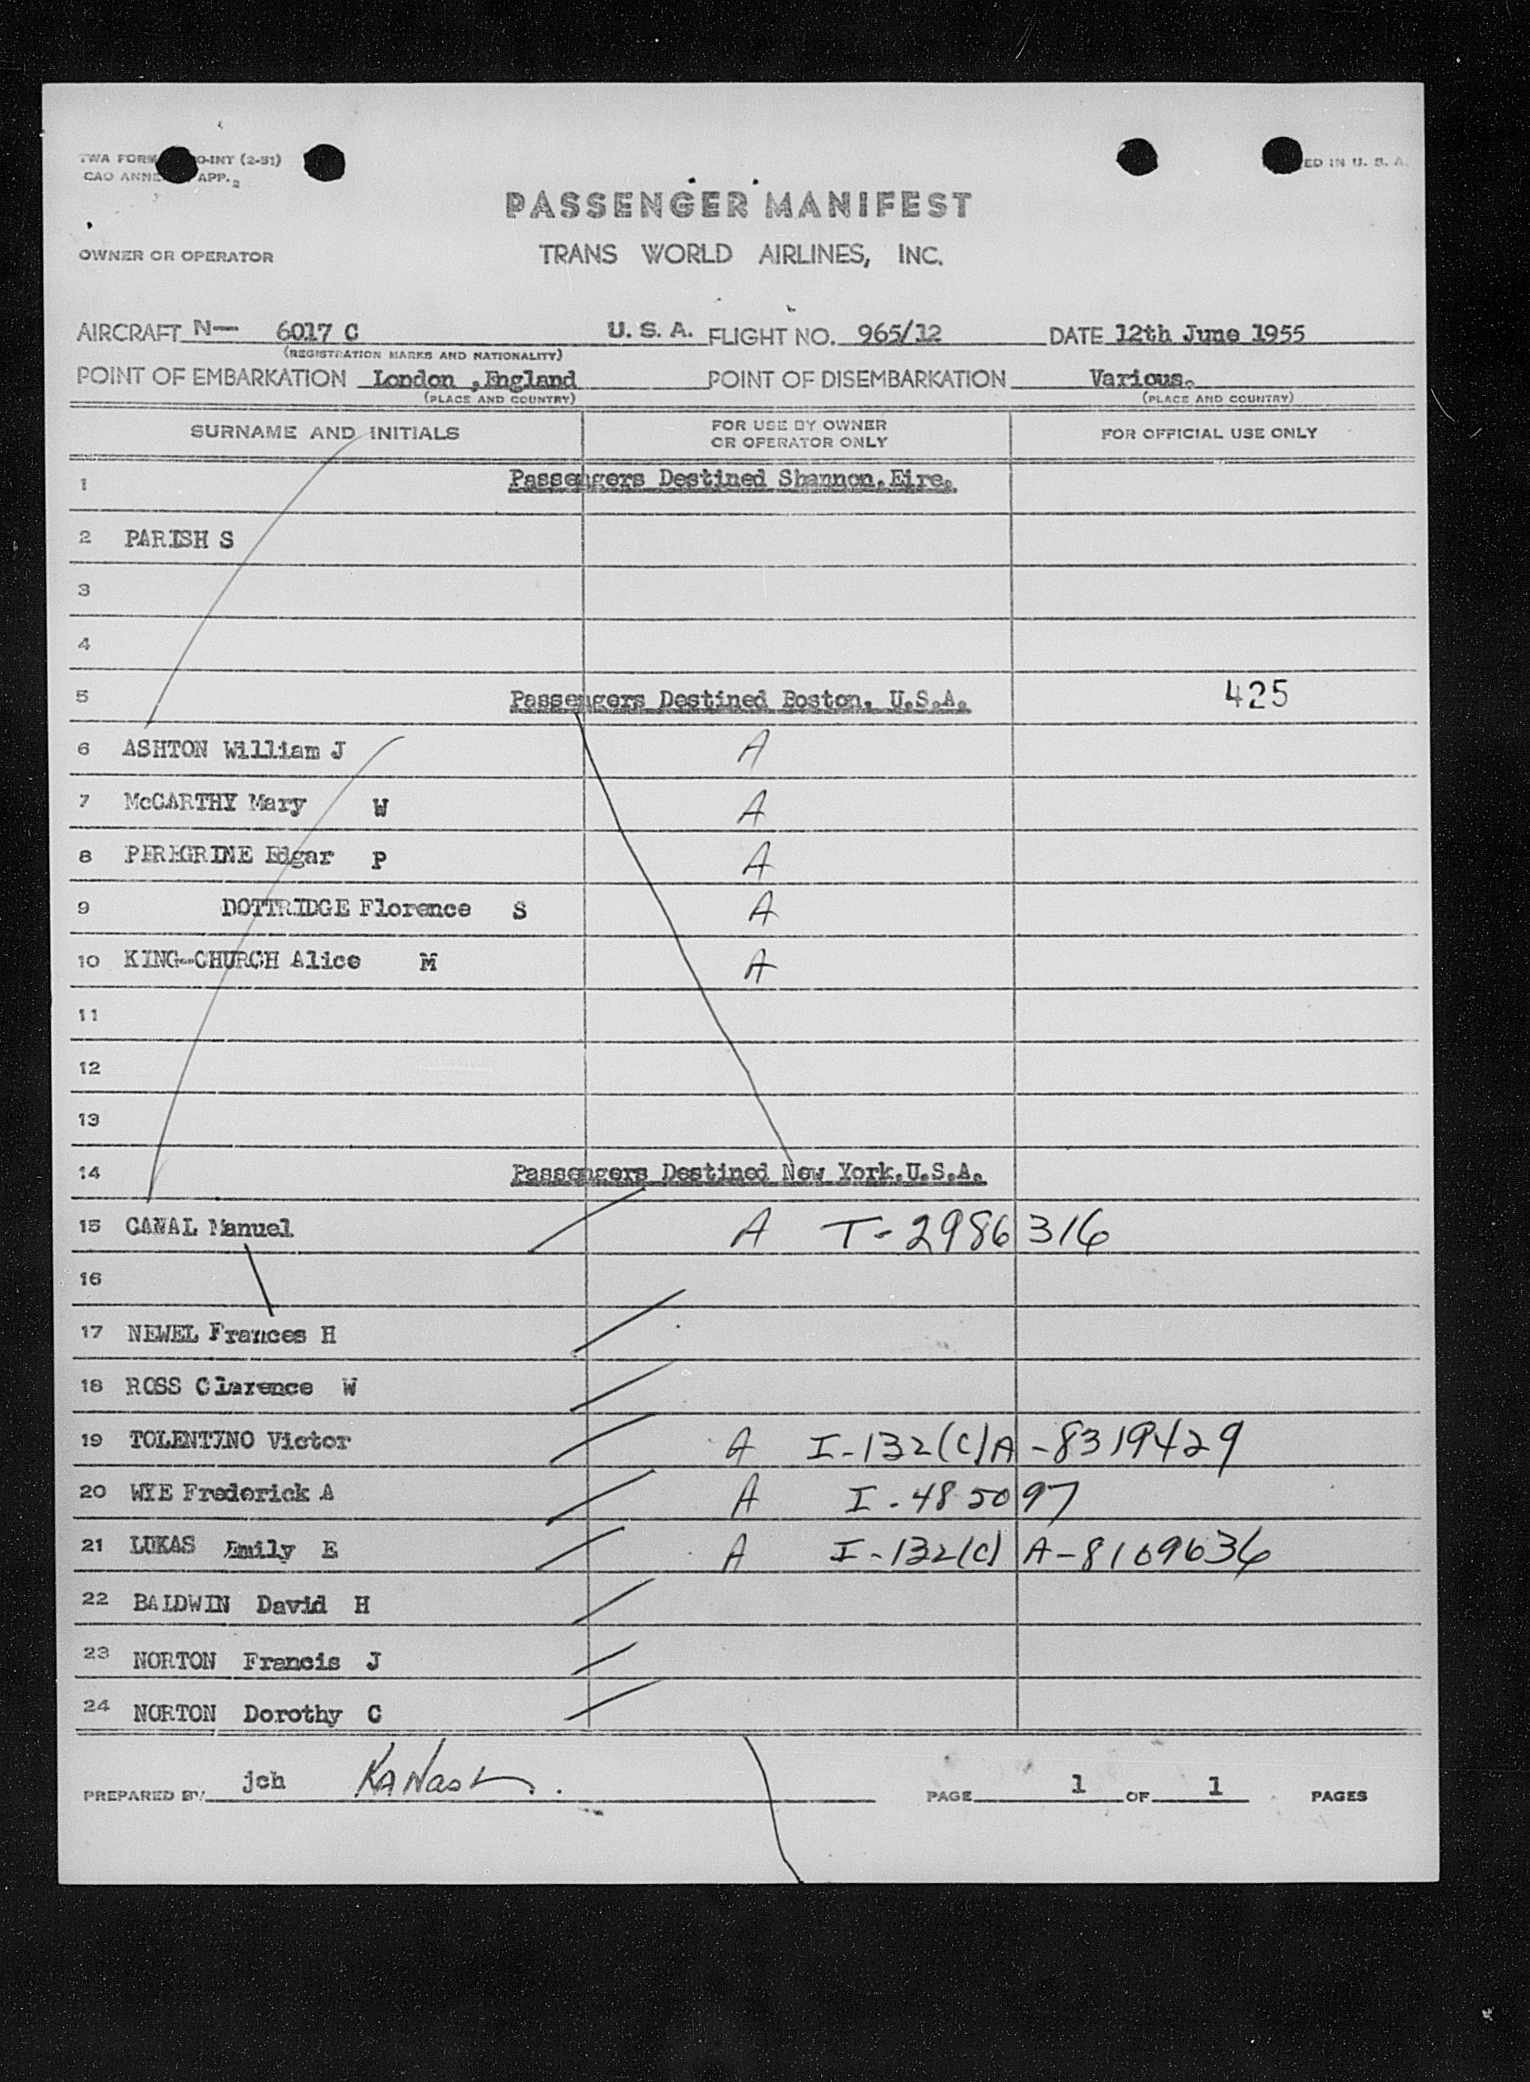 TWA FORM O-INT (2-51)
ED IN U. S. A.
CAO ANNE APP. 2
PASSENGER MANIFEST
OWNER OR OPERATOR
TRANS WORLD AIRLINES, INC.
AIRCRAFT N— 6017 C U. S. A. FLIGHT NO. 965/12 DATE 12th June 1955
(REGISTRATION MARKS AND NATIONALITY)
POINT OF EMBARKATION London ,England POINT OF DISEMBARKATION Various.
(PLACE AND COUNTRY) (PLACE AND COUNTRY)
SURNAME AND INITIALS FOR USE BY OWNER OR OPERATOR ONLY FOR OFFICIAL USE ONLY
1 Passengers Destined Shannon.Eire.
2 PARISH S
3
4
5 Passengers Destined Boston. U.S.A. 425
6 ASHTON William J A
7 McCARTHY Mary W A
8 PEREGRINE Edgar P A
9 DOTTRIDGE Florence S A
10 KING-CHURCH Alice M A
11
12
13
14 Passengers Destined New York.U.S.A.
15 CANAL Manuel A T-2986316
16
17 NEWEL Frances H
18 ROSS Clarence W
19 TOLENTINO Victor A I-132(C)A-8319429
20 WYE Frederick A A I-485097
21 LUKAS Emily E A I-132(C) A-8169636
22 BALDWIN David H
23 NORTON Francis J
24 NORTON Dorothy C
PREPARED BY jch KANash. PAGE 1 OF 1 PAGES